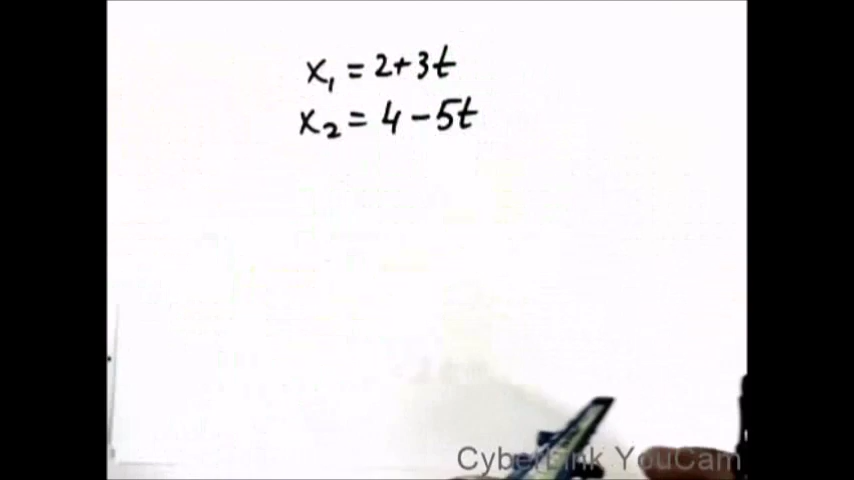 x₁ = 2+3t
x₂ = 4-5t
CyberLink YouCam